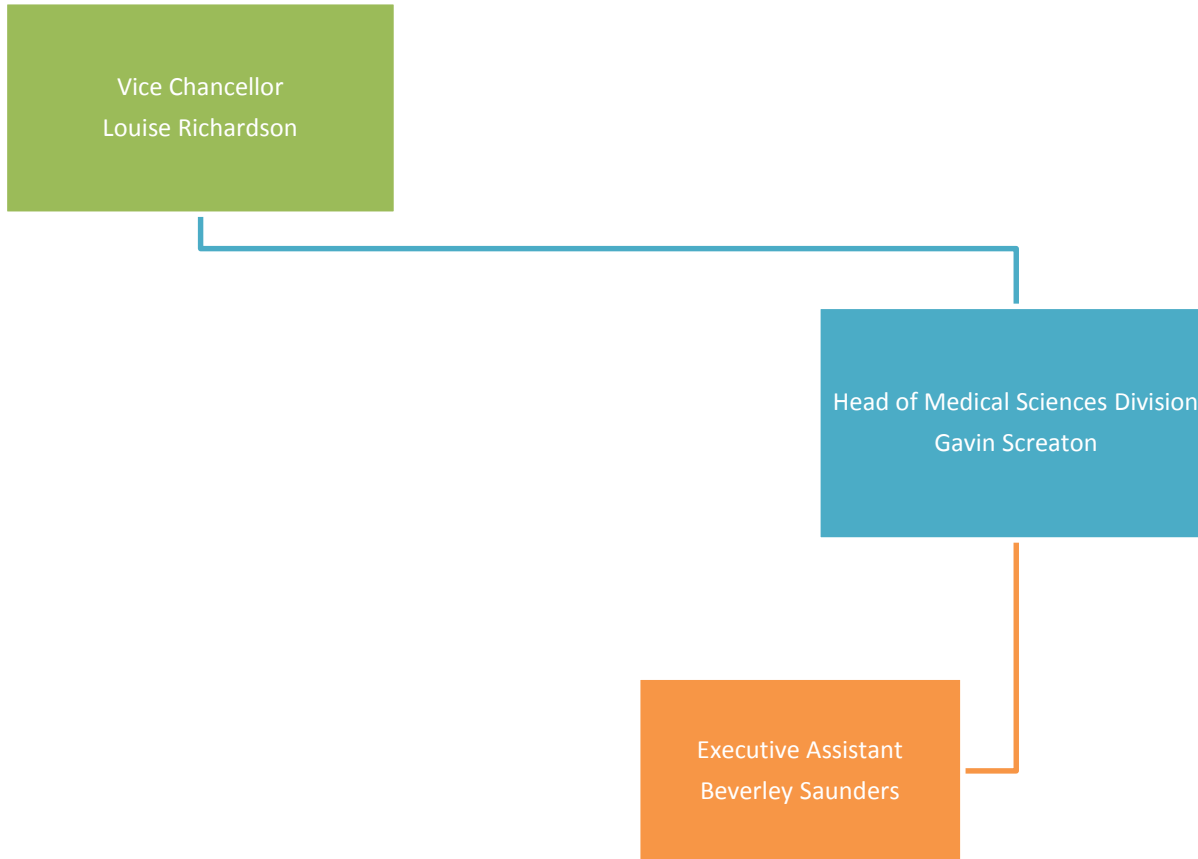 Vice Chancellor
Louise Richardson
Head of Medical Sciences Division
Gavin Screaton
Executive Assistant
Beverley Saunders